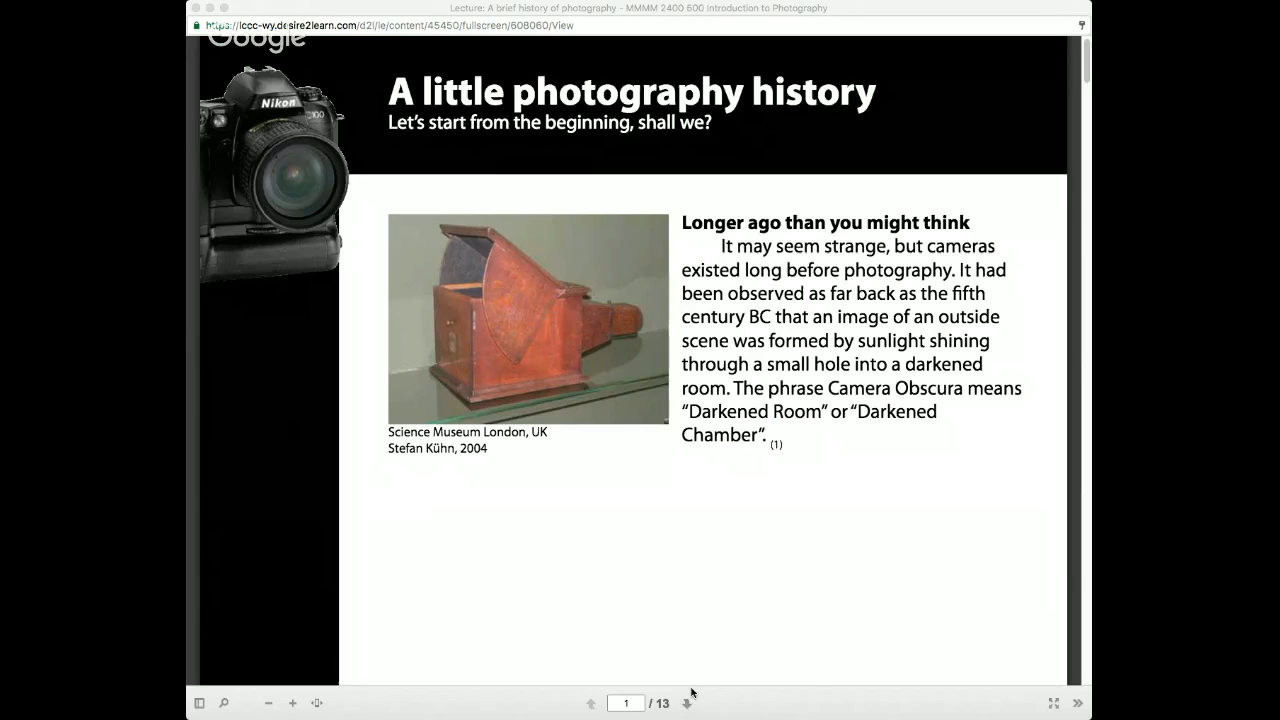 Lecture: A brief history of photography - MMMM 2400 500 Introduction to Photography
https://lccc-wy.desire2learn.com/d2l/le/content/45450/fullscreen/608060/View
Google
Nikon
A little photography history
Let's start from the beginning, shall we?
Longer ago than you might think
It may seem strange, but cameras
existed long before photography. It had
been observed as far back as the fifth
century BC that an image of an outside
scene was formed by sunlight shining
through a small hole into a darkened
room. The phrase Camera Obscura means
“Darkened Room” or “Darkened
Chamber”. (1)
Science Museum London, UK
Stefan Kühn, 2004
1 / 13